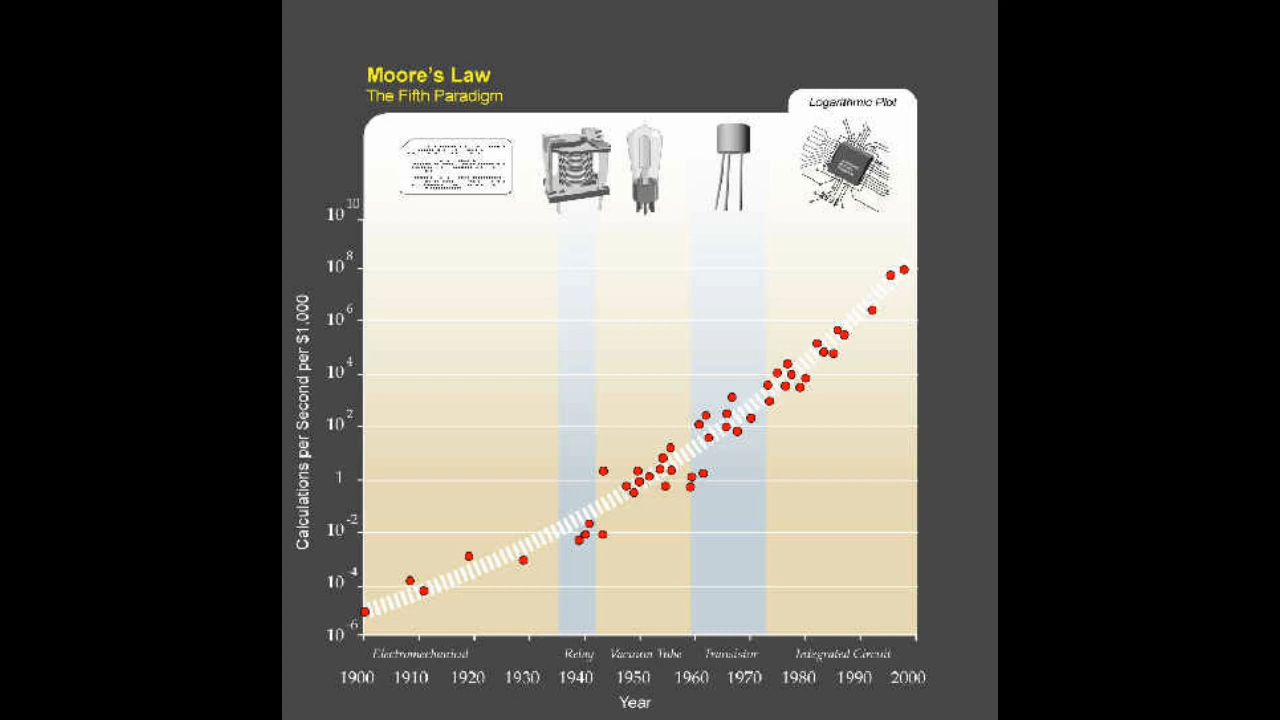 Moore's Law
The Fifth Paradigm
Logarithmic Plot
10^10
10^8
10^6
10^4
10^2
1
10^-2
10^-4
10^-6
Calculations per Second per $1,000
Electromechanical Relay Vacuum Tube Transistor Integrated Circuit
1900 1910 1920 1930 1940 1950 1960 1970 1980 1990 2000
Year